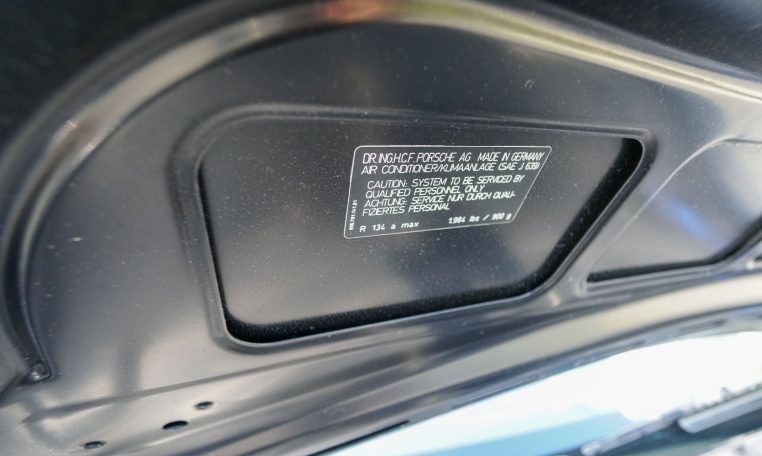 DR.ING.H.C.F. PORSCHE AG MADE IN GERMANY
AIR CONDITIONER/KLIMAANLAGE (SAE J 639)
CAUTION: SYSTEM TO BE SERVICED BY
QUALIFIED PERSONNEL ONLY
ACHTUNG: SERVICE NUR DURCH QUALI-
FIZIERTES PERSONAL
R 134 a max 1.984 lbs / 900 g